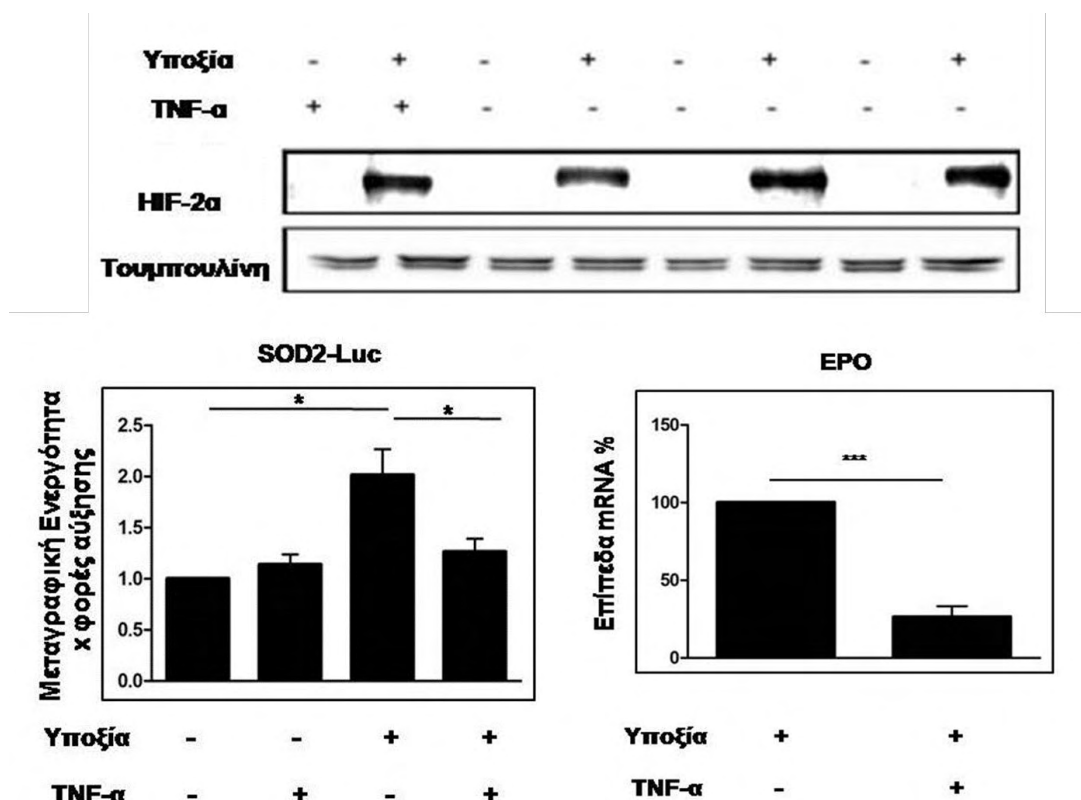 Υποξία - + - + - + - +
TNF-α + + - - - - - -
HIF-2α
Τουμπουλίνη
SOD2-Luc
Μεταγραφική Ενεργότητα
x φορές αύξησης
2.5
2.0
1.5
1.0
0.5
0.0
* *
Υποξία - - + +
TNF-α - + - +
EPO
Επίπεδα mRNA %
150
100
50
0
***
Υποξία + +
TNF-α - +